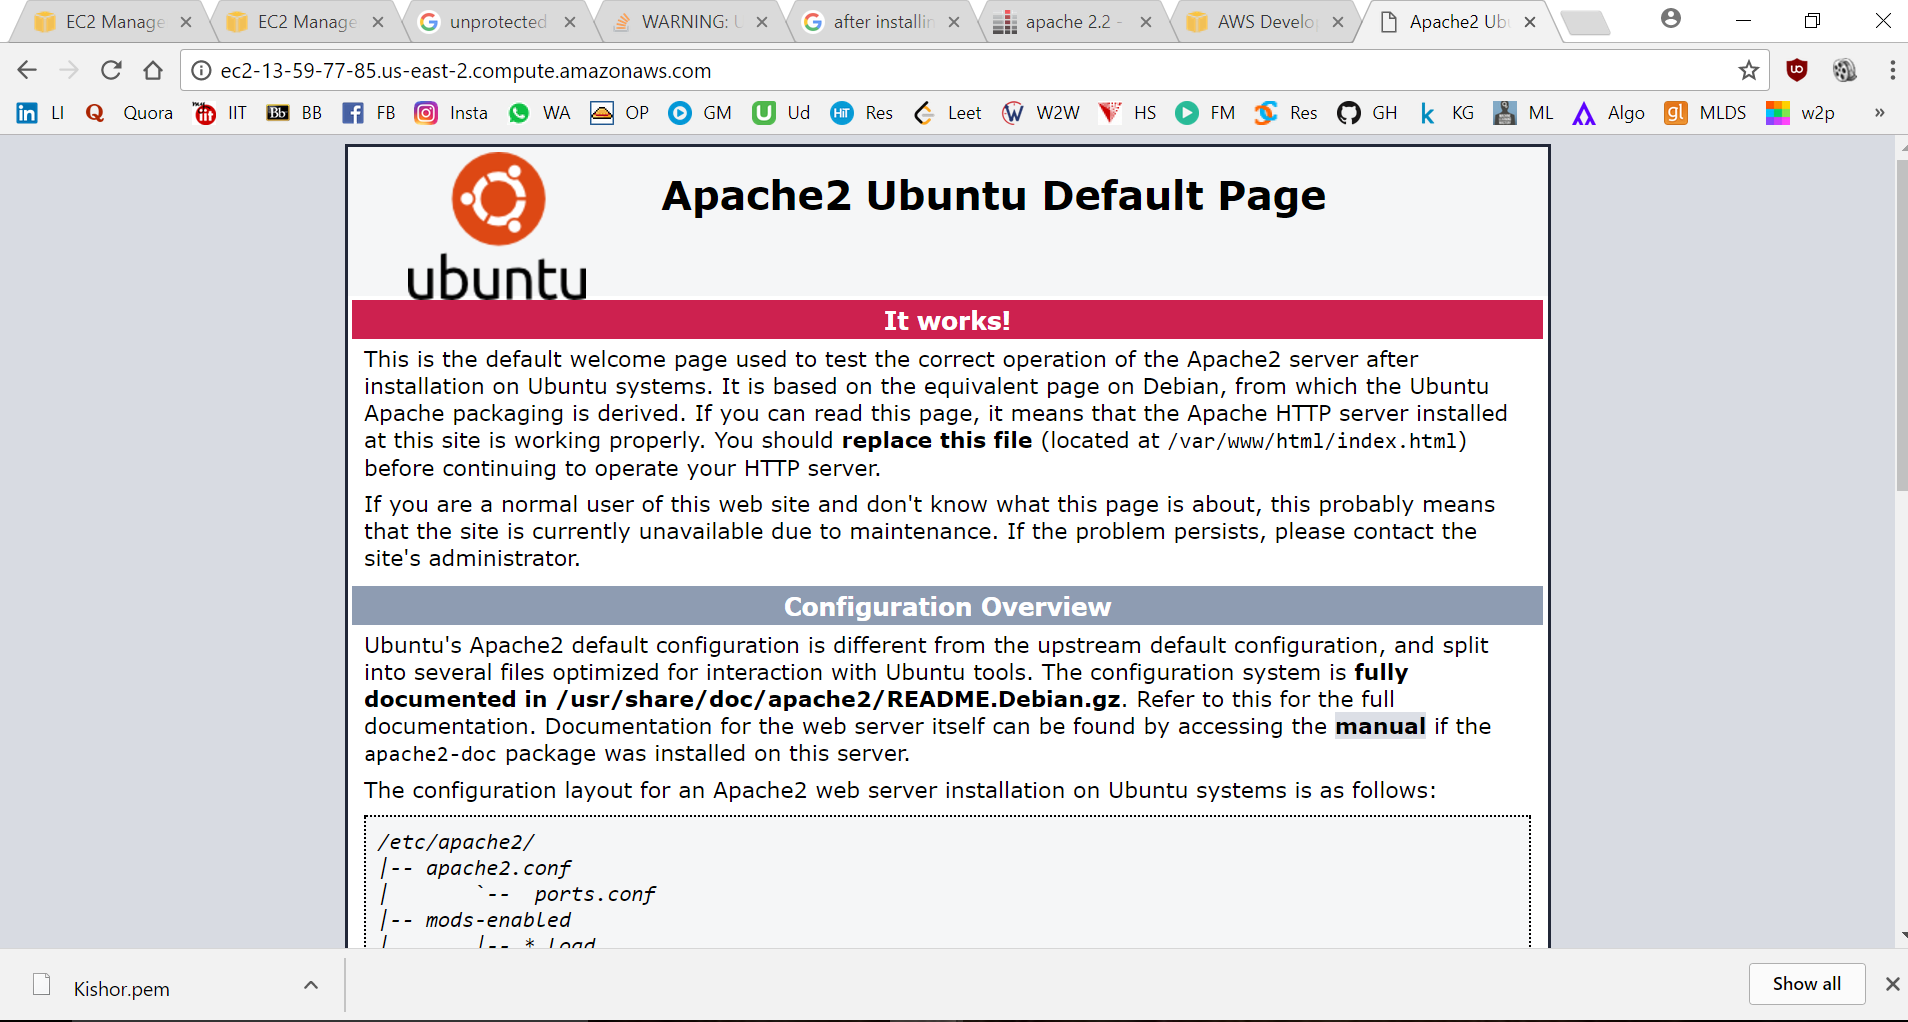 EC2 Manage
EC2 Manage
unprotected
WARNING: U
after installin
apache 2.2 -
AWS Develop
Apache2 Ubu
ec2-13-59-77-85.us-east-2.compute.amazonaws.com
LI Quora IIT BB FB Insta WA OP GM Ud Res Leet W2W HS FM Res GH KG ML Algo MLDS w2p »
ubuntu
Apache2 Ubuntu Default Page
It works!
This is the default welcome page used to test the correct operation of the Apache2 server after
installation on Ubuntu systems. It is based on the equivalent page on Debian, from which the Ubuntu
Apache packaging is derived. If you can read this page, it means that the Apache HTTP server installed
at this site is working properly. You should replace this file (located at /var/www/html/index.html)
before continuing to operate your HTTP server.
If you are a normal user of this web site and don't know what this page is about, this probably means
that the site is currently unavailable due to maintenance. If the problem persists, please contact the
site's administrator.
Configuration Overview
Ubuntu's Apache2 default configuration is different from the upstream default configuration, and split
into several files optimized for interaction with Ubuntu tools. The configuration system is fully
documented in /usr/share/doc/apache2/README.Debian.gz. Refer to this for the full
documentation. Documentation for the web server itself can be found by accessing the manual if the
apache2-doc package was installed on this server.
The configuration layout for an Apache2 web server installation on Ubuntu systems is as follows:
/etc/apache2/
|-- apache2.conf
|       `--  ports.conf
|-- mods-enabled
|       |-- *.load
Kishor.pem
Show all